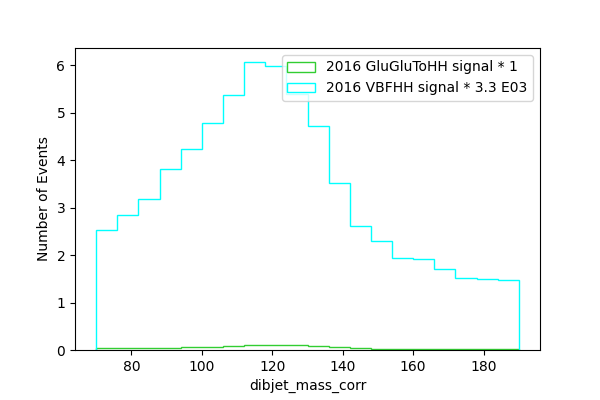 2016 GluGluToHH signal * 1
2016 VBFHH signal * 3.3 E03
Number of Events
6
5
4
3
2
1
0
80 100 120 140 160 180
dibjet_mass_corr